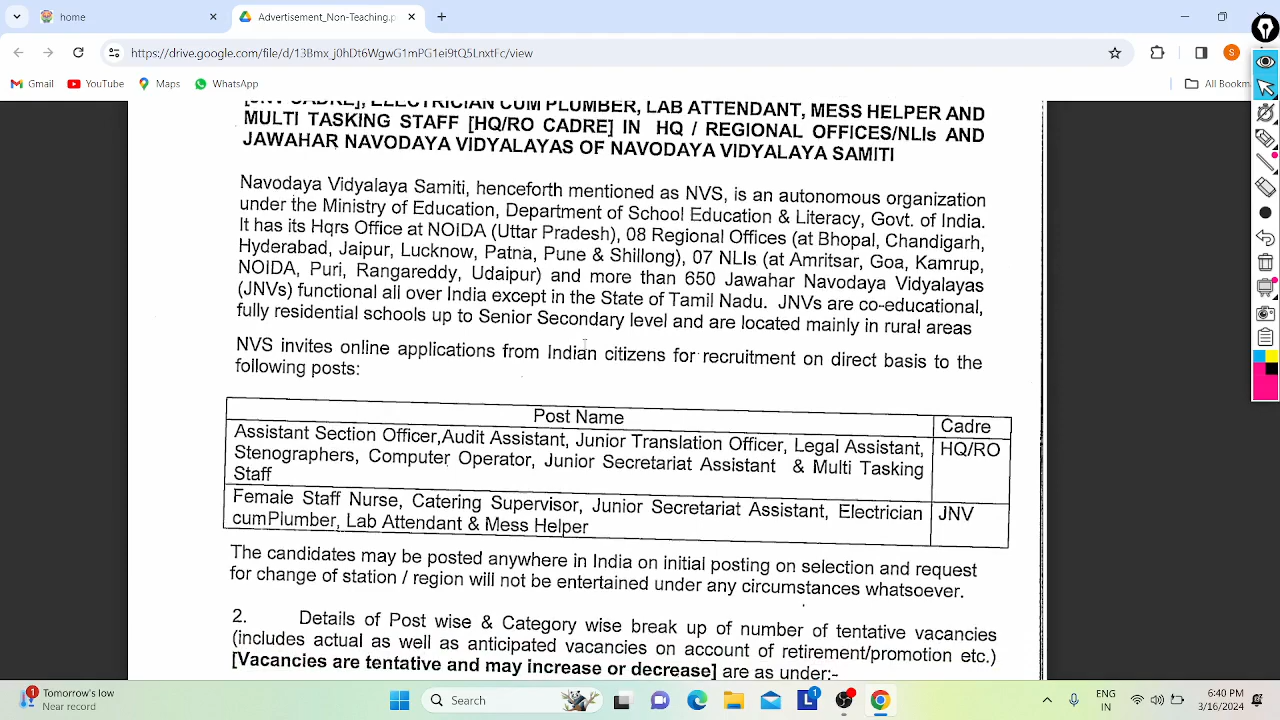 home
Advertisement_Non-Teaching.p
https://drive.google.com/file/d/13Bmx_j0hDt6WgwG1mPG1ei9tQ5LnxtFc/view
S
Gmail
YouTube
Maps
WhatsApp
All Bookm
[JNV CADRE], ELECTRICIAN CUM PLUMBER, LAB ATTENDANT, MESS HELPER AND
MULTI TASKING STAFF [HQ/RO CADRE] IN HQ / REGIONAL OFFICES/NLIs AND
JAWAHAR NAVODAYA VIDYALAYAS OF NAVODAYA VIDYALAYA SAMITI
Navodaya Vidyalaya Samiti, henceforth mentioned as NVS, is an autonomous organization
under the Ministry of Education, Department of School Education & Literacy, Govt. of India.
It has its Hqrs Office at NOIDA (Uttar Pradesh), 08 Regional Offices (at Bhopal, Chandigarh,
Hyderabad, Jaipur, Lucknow, Patna, Pune & Shillong), 07 NLIs (at Amritsar, Goa, Kamrup,
NOIDA, Puri, Rangareddy, Udaipur) and more than 650 Jawahar Navodaya Vidyalayas
(JNVs) functional all over India except in the State of Tamil Nadu. JNVs are co-educational,
fully residential schools up to Senior Secondary level and are located mainly in rural areas
NVS invites online applications from Indian citizens for recruitment on direct basis to the
following posts:
Post Name
Cadre
Assistant Section Officer,Audit Assistant, Junior Translation Officer, Legal Assistant,
Stenographers, Computer Operator, Junior Secretariat Assistant & Multi Tasking
Staff
HQ/RO
Female Staff Nurse, Catering Supervisor, Junior Secretariat Assistant, Electrician
cumPlumber, Lab Attendant & Mess Helper
JNV
The candidates may be posted anywhere in India on initial posting on selection and request
for change of station / region will not be entertained under any circumstances whatsoever.
2. Details of Post wise & Category wise break up of number of tentative vacancies
(includes actual as well as anticipated vacancies on account of retirement/promotion etc.)
[Vacancies are tentative and may increase or decrease] are as under:-
1
Tomorrow's low
Near record
Search
L
1
ENG
IN
6:40 PM
3/16/2024